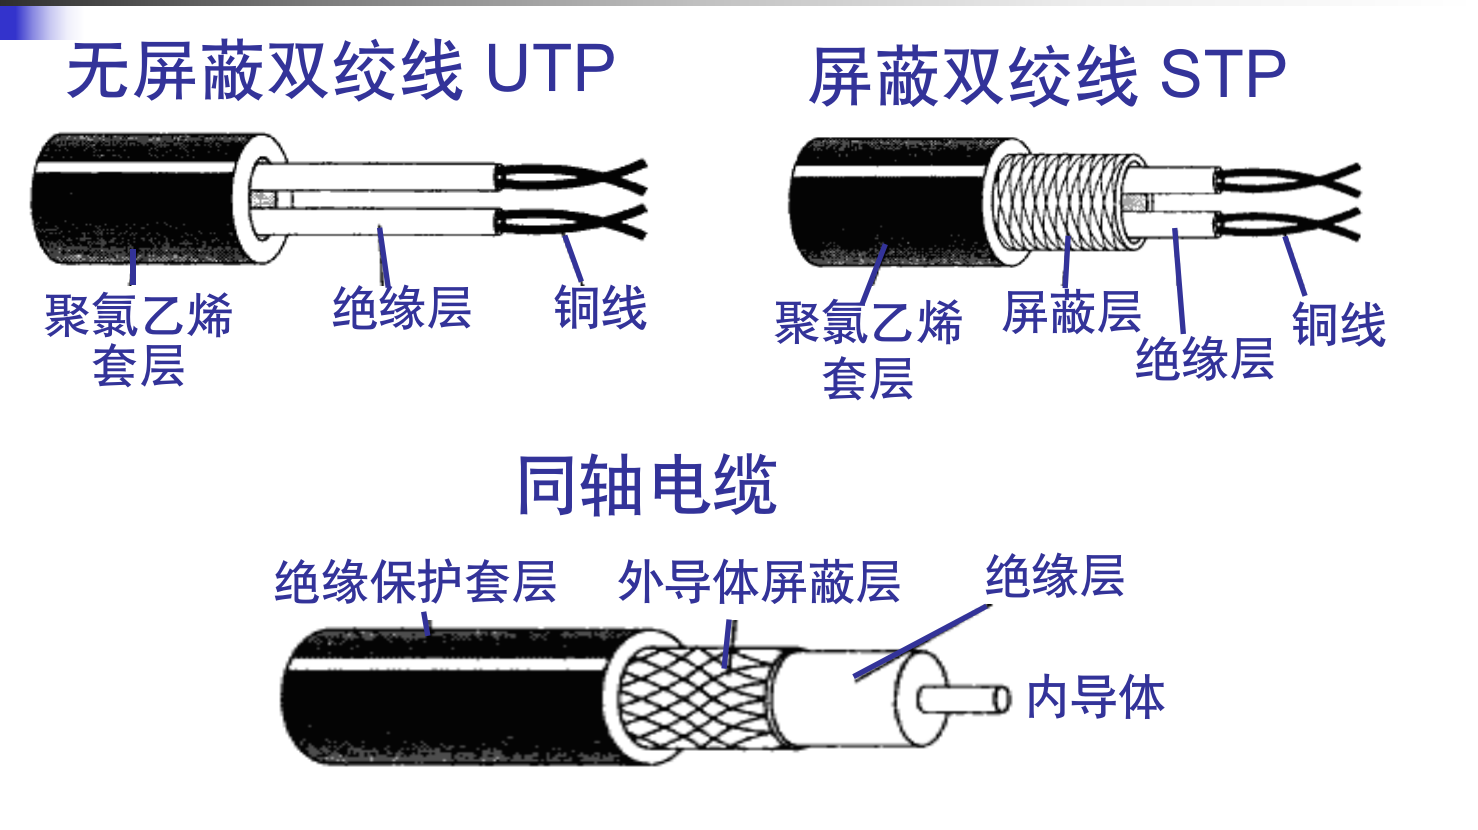 无屏蔽双绞线 UTP
屏蔽双绞线 STP
聚氯乙烯
套层
绝缘层
铜线
聚氯乙烯
套层
屏蔽层
绝缘层
铜线
同轴电缆
绝缘保护套层
外导体屏蔽层
绝缘层
内导体